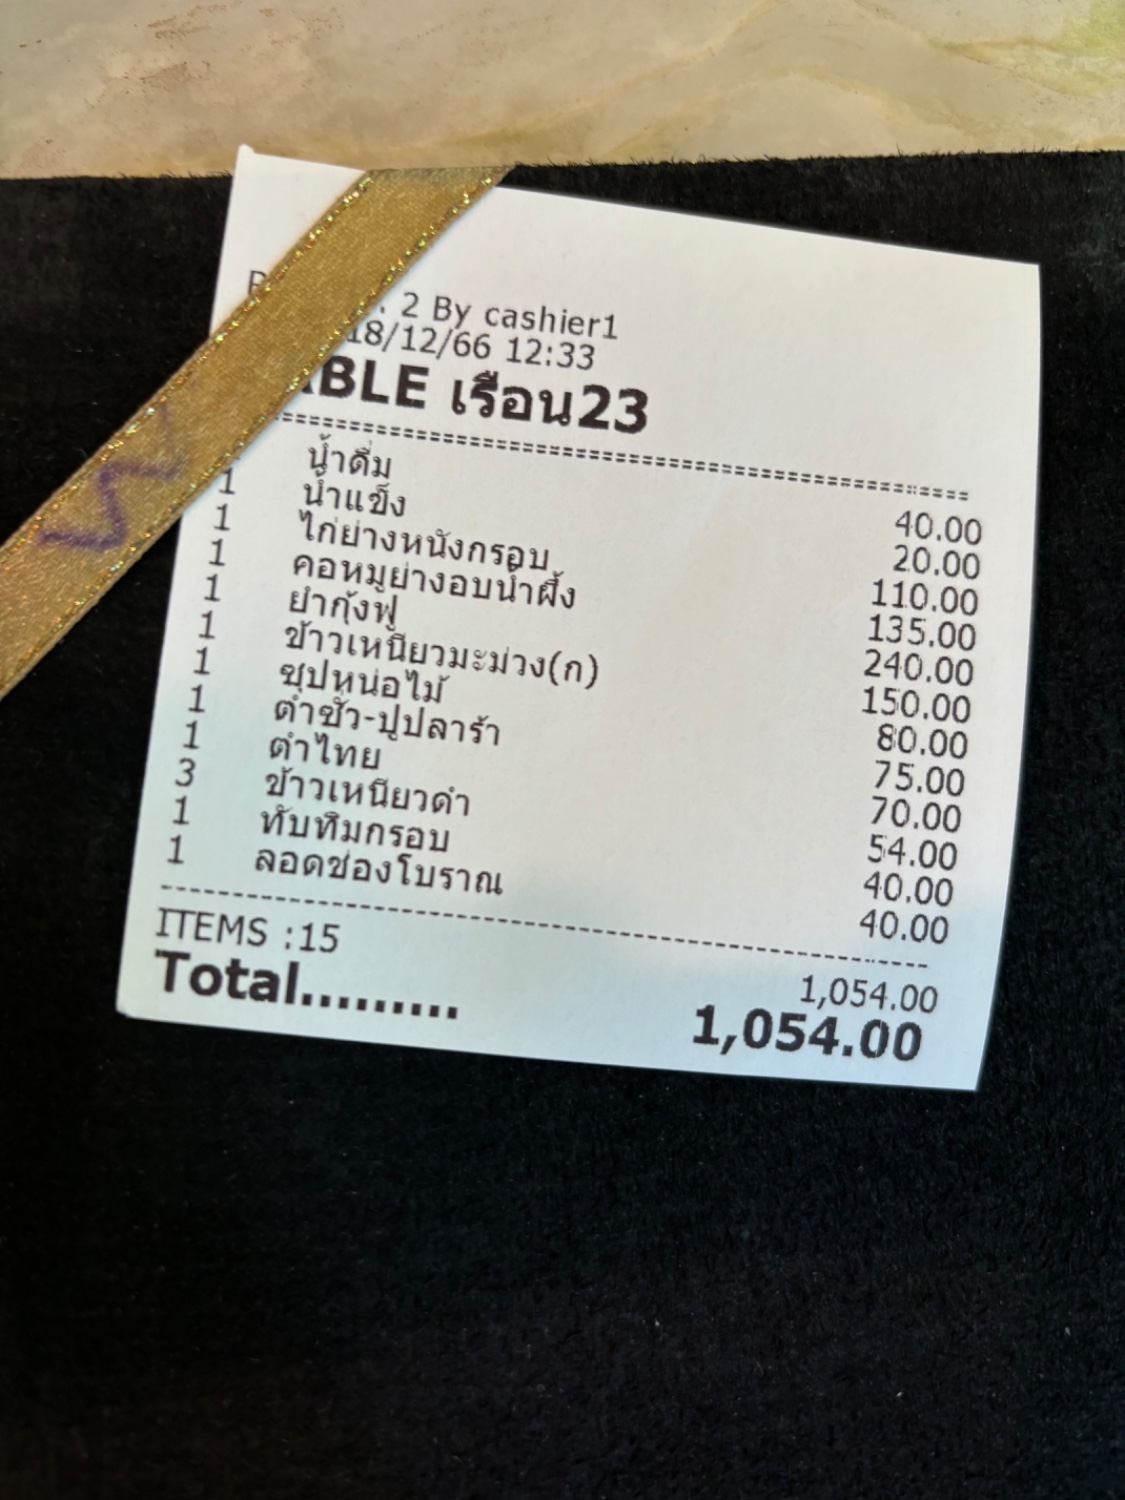 . 2 By cashier1
18/12/66 12:33
TABLE เรือน23
น้ำดื่ม 40.00
1 น้ำแข็ง 20.00
1 ไก่ย่างหนังกรอบ 110.00
1 คอหมูย่างอบน้ำผึ้ง 135.00
1 ยำกุ้งฟู 240.00
1 ข้าวเหนียวมะม่วง(ก) 150.00
1 ซุปหน่อไม้ 80.00
1 ตำซั่ว-ปูปลาร้า 75.00
1 ตำไทย 70.00
3 ข้าวเหนียวดำ 54.00
1 ทับทิมกรอบ 40.00
1 ลอดช่องโบราณ 40.00
ITEMS :15 1,054.00
Total......... 1,054.00